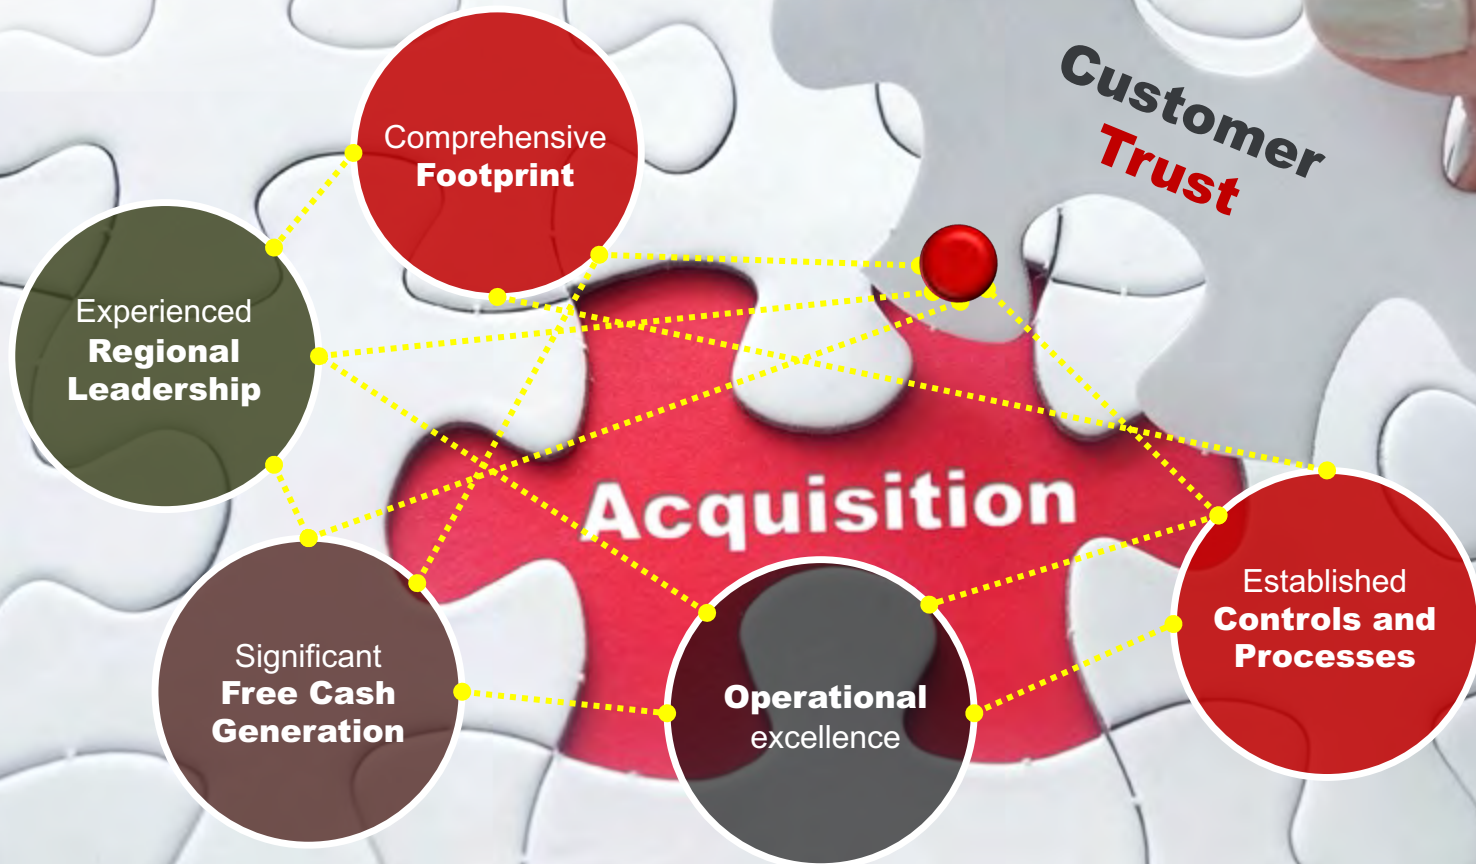 Customer
Trust
Comprehensive
Footprint
Experienced
Regional
Leadership
Acquisition
Significant
Free Cash
Generation
Operational
excellence
Established
Controls and
Processes